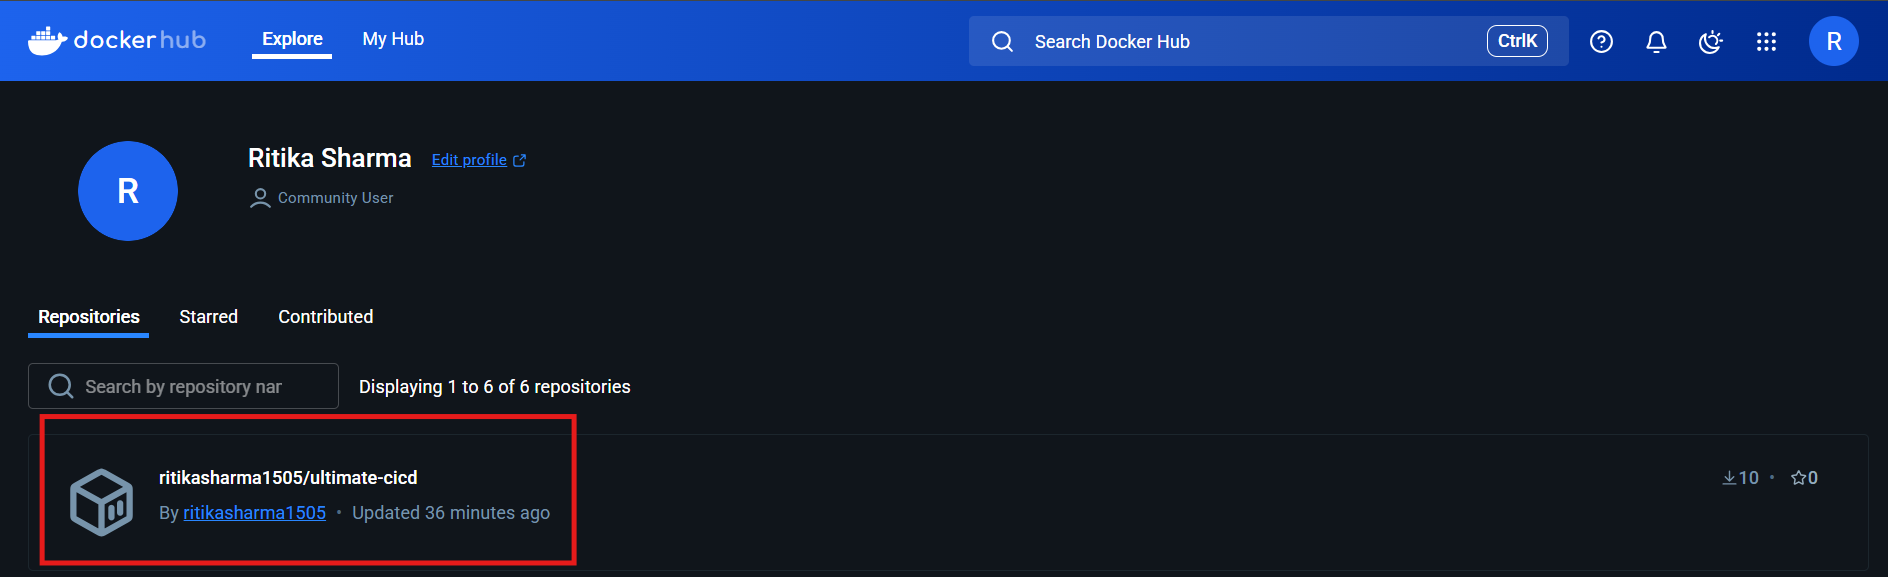 dockerhub Explore My Hub Search Docker Hub CtrlK R
R
Ritika Sharma Edit profile
Community User
Repositories Starred Contributed
Search by repository nar Displaying 1 to 6 of 6 repositories
ritikasharma1505/ultimate-cicd 10 • 0
By ritikasharma1505 • Updated 36 minutes ago